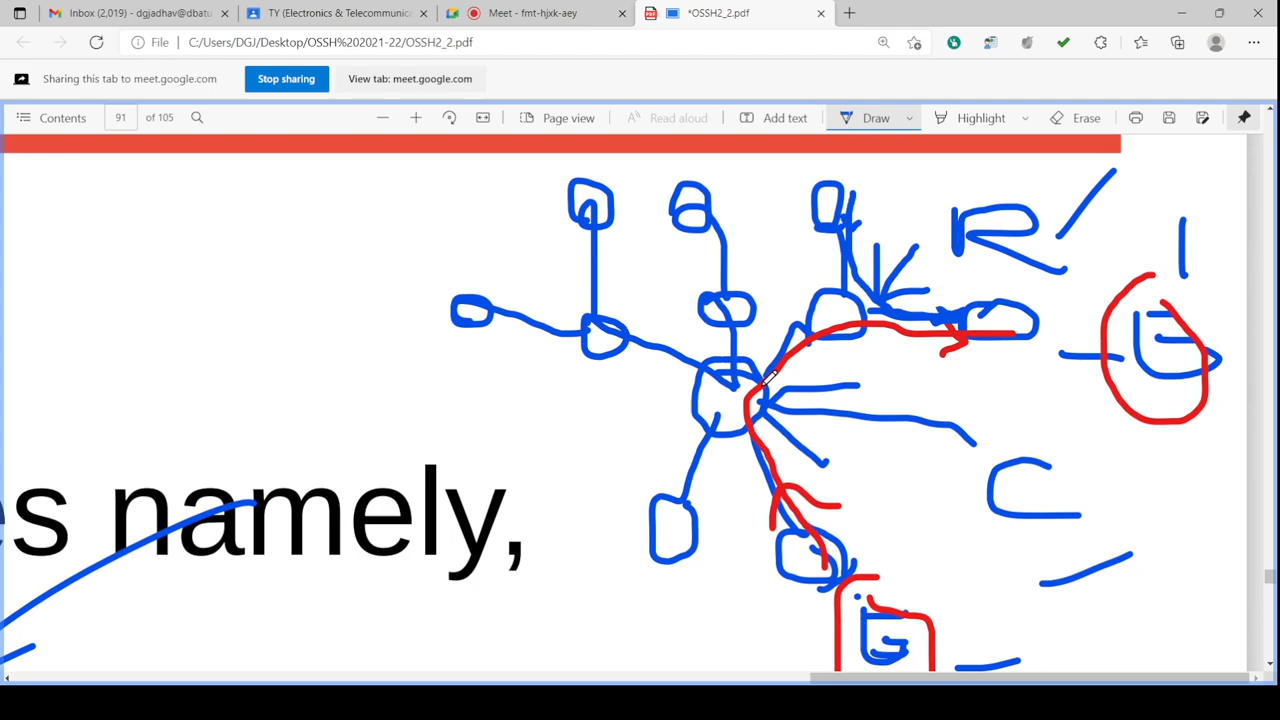 Inbox (2,019) - dgjadhav@dbatu
TY (Electronics & Telecommunica
Meet - fmt-hjxk-aey
*OSSH2_2.pdf
File
C:/Users/DGJ/Desktop/OSSH%202021-22/OSSH2_2.pdf
Sharing this tab to meet.google.com
Stop sharing
View tab: meet.google.com
Contents
91
of 105
Page view
Read aloud
Add text
Draw
Highlight
Erase
R
C
es namely,